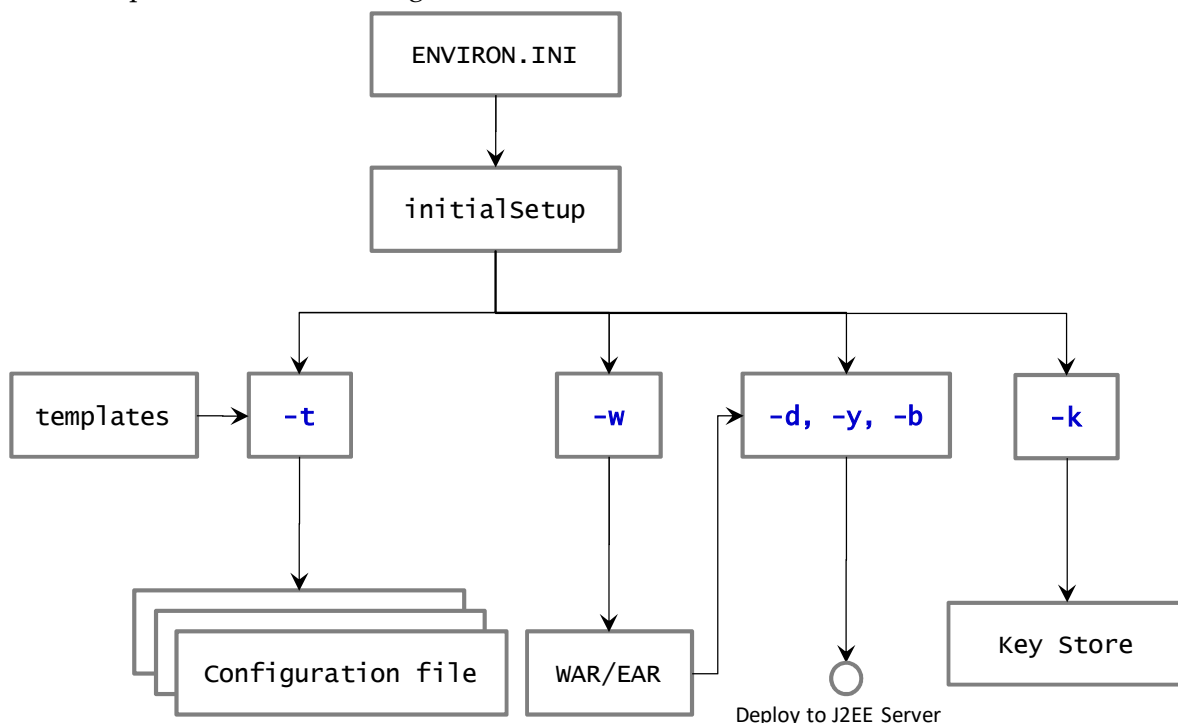 ENVIRON.INI
initialSetup
templates
-t
-w
-d, -y, -b
-k
Configuration file
WAR/EAR
Key Store
Deploy to J2EE Server